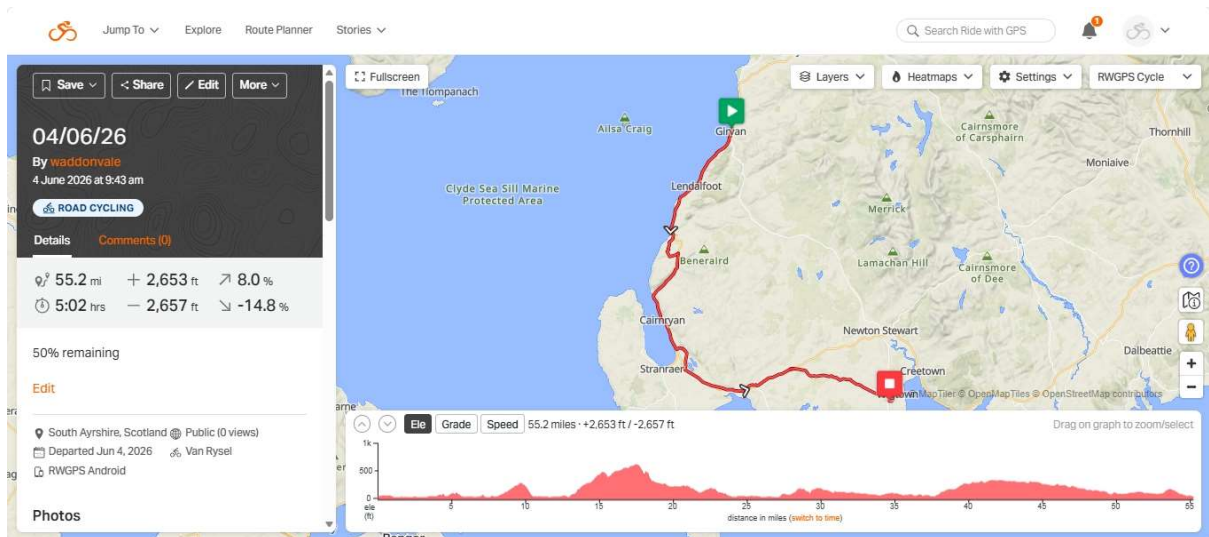 Jump To
Explore
Route Planner
Stories
Search Ride with GPS
1
Save
Share
Edit
More
04/06/26
By waddonvale
4 June 2026 at 9:43 am
ROAD CYCLING
Details
Comments (0)
55.2 mi + 2,653 ft 8.0 %
5:02 hrs − 2,657 ft -14.8 %
50% remaining
Edit
South Ayrshire, Scotland Public (0 views)
Departed Jun 4, 2026 Van Rysel
RWGPS Android
Photos
Fullscreen
Layers
Heatmaps
Settings
RWGPS Cycle
Ailsa Craig
Girvan
Cairnsmore
of Carsphairn
Thornhill
Moniaive
Clyde Sea Sill Marine
Protected Area
Lendalfoot
Merrick
Beneraird
Lamachan Hill
Cairnsmore
of Dee
Cairnryan
Newton Stewart
Dalbeattie
Stranraer
Creetown
MapTiler © OpenMapTiles © OpenStreetMap contributors
Ele
Grade
Speed
55.2 miles · +2,653 ft / -2,657 ft
Drag on graph to zoom/select
1k
500
0
ele
(ft)
5 10 15 20 25 30 35 40 45 50 55
distance in miles (switch to time)